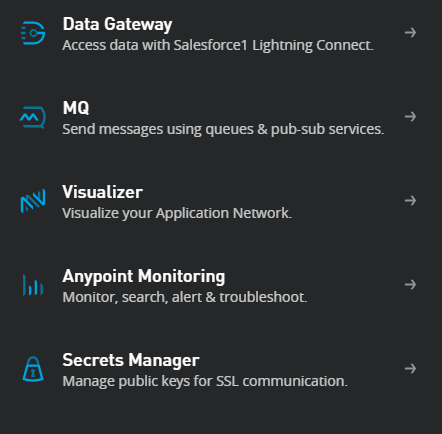 Data Gateway
Access data with Salesforce1 Lightning Connect.
MQ
Send messages using queues & pub-sub services.
Visualizer
Visualize your Application Network.
Anypoint Monitoring
Monitor, search, alert & troubleshoot.
Secrets Manager
Manage public keys for SSL communication.